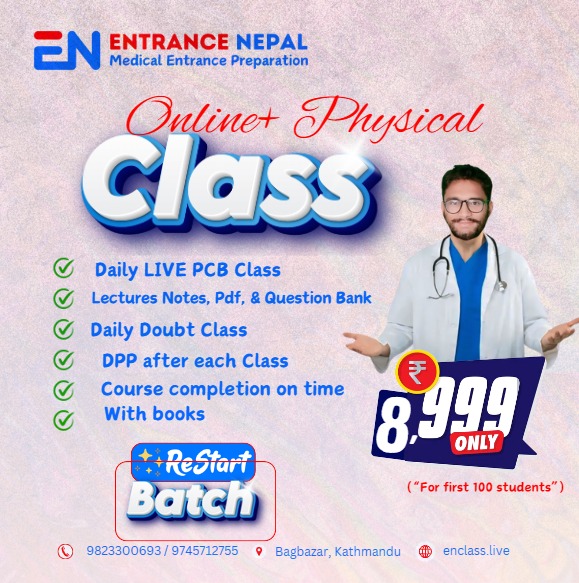 EN ENTRANCE NEPAL
Medical Entrance Preparation
Online+ Physical
Class
Daily LIVE PCB Class
Lectures Notes, Pdf, & Question Bank
Daily Doubt Class
DPP after each Class
Course completion on time
With books
₹
8,999
ONLY
("For first 100 students")
ReStart
Batch
9823300693 / 9745712755 Bagbazar, Kathmandu enclass.live